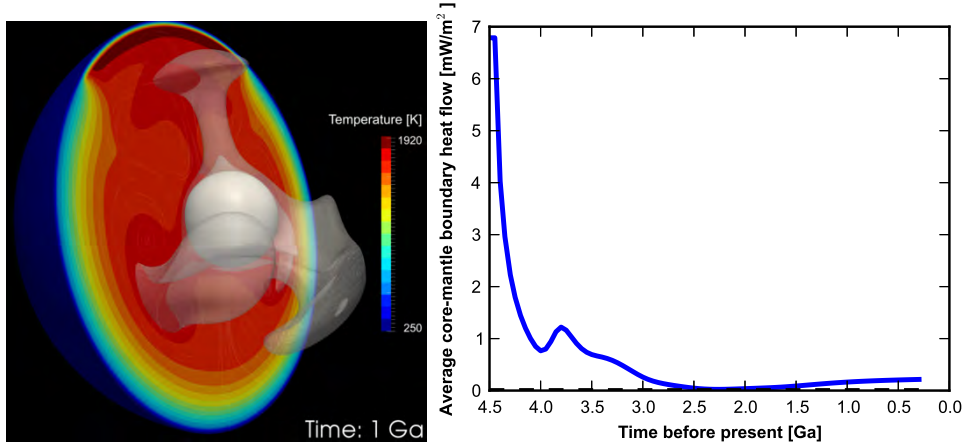 Temperature [K]
1920
250
Time: 1 Ga
Average core-mantle boundary heat flow [mW/m²]
7
6
5
4
3
2
1
0
4.5 4.0 3.5 3.0 2.5 2.0 1.5 1.0 0.5 0.0
Time before present [Ga]